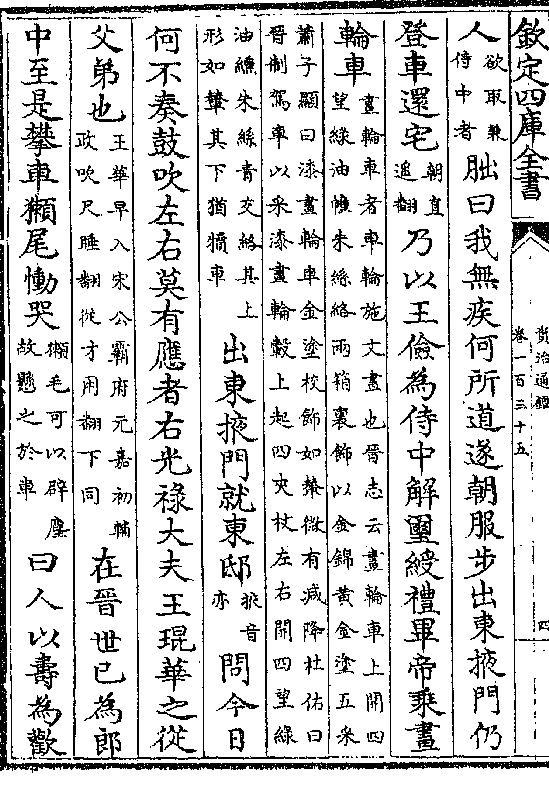 欽定四庫全書
資治通鑑
卷一百三十五
四
人欲取兼侍中者朏曰我無疾何所道遂朝服步出東掖門仍
登車還宅朝直遥翻乃以王儉為侍中解璽綬禮畢帝乗畫
輪車畫輪車者車輪施文畫也晉志云畫輪車上開四望綠油幢朱絲絡兩箱裏飾以金錦黄金塗五采
蕭子顯曰漆畫輪車金塗校飾如輦微有減降杜佑曰晉制駕車以采漆畫輪轂上起四夾杖左右開四望綠
油纁朱絲青交絡其上形如輦其下猶犢車出東掖門就東邸掖音亦問今日
何不奏鼓吹左右莫有應者右光祿大夫王琨華之從
父弟也王華早入宋公霸府元嘉初輔政吹尺睡翻從才用翻下同在晉世已為郎
中至是攀車獺尾慟哭獺毛可以辟塵故懸之於車曰人以壽為歡